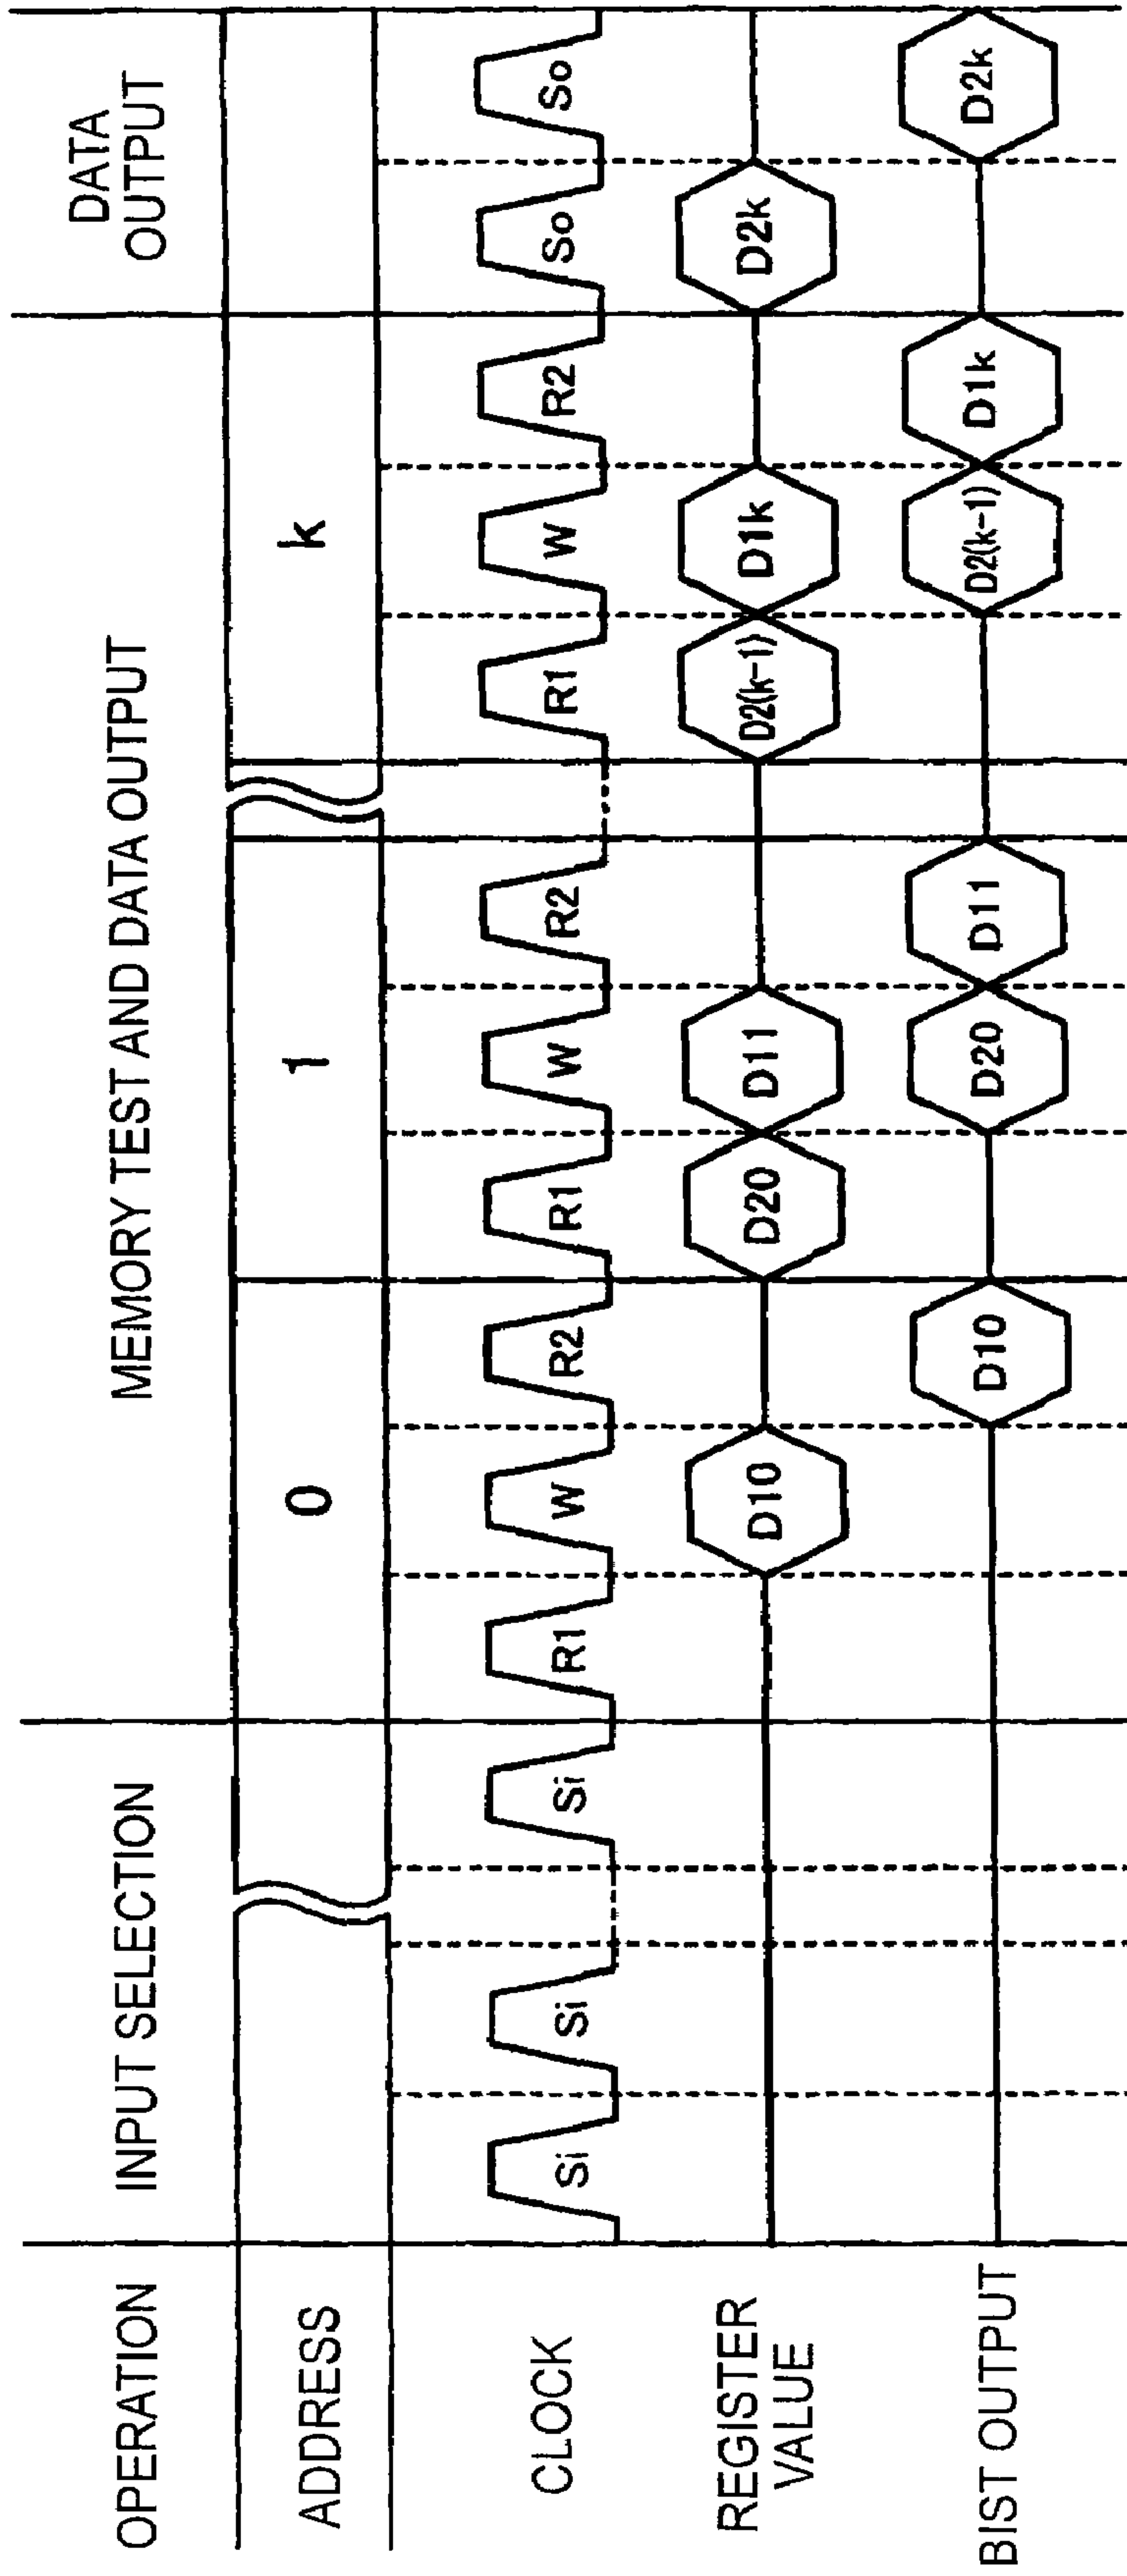 OPERATION INPUT SELECTION MEMORY TEST AND DATA OUTPUT DATA
OUTPUT
ADDRESS 0 1 k
CLOCK Si Si Si R1 W R2 R1 W R2 R1 W R2 So So
REGISTER
VALUE
D10 D20 D11 D2(k-1) D1k D2k
BIST OUTPUT D10 D20 D11 D2(k-1) D1k D2k